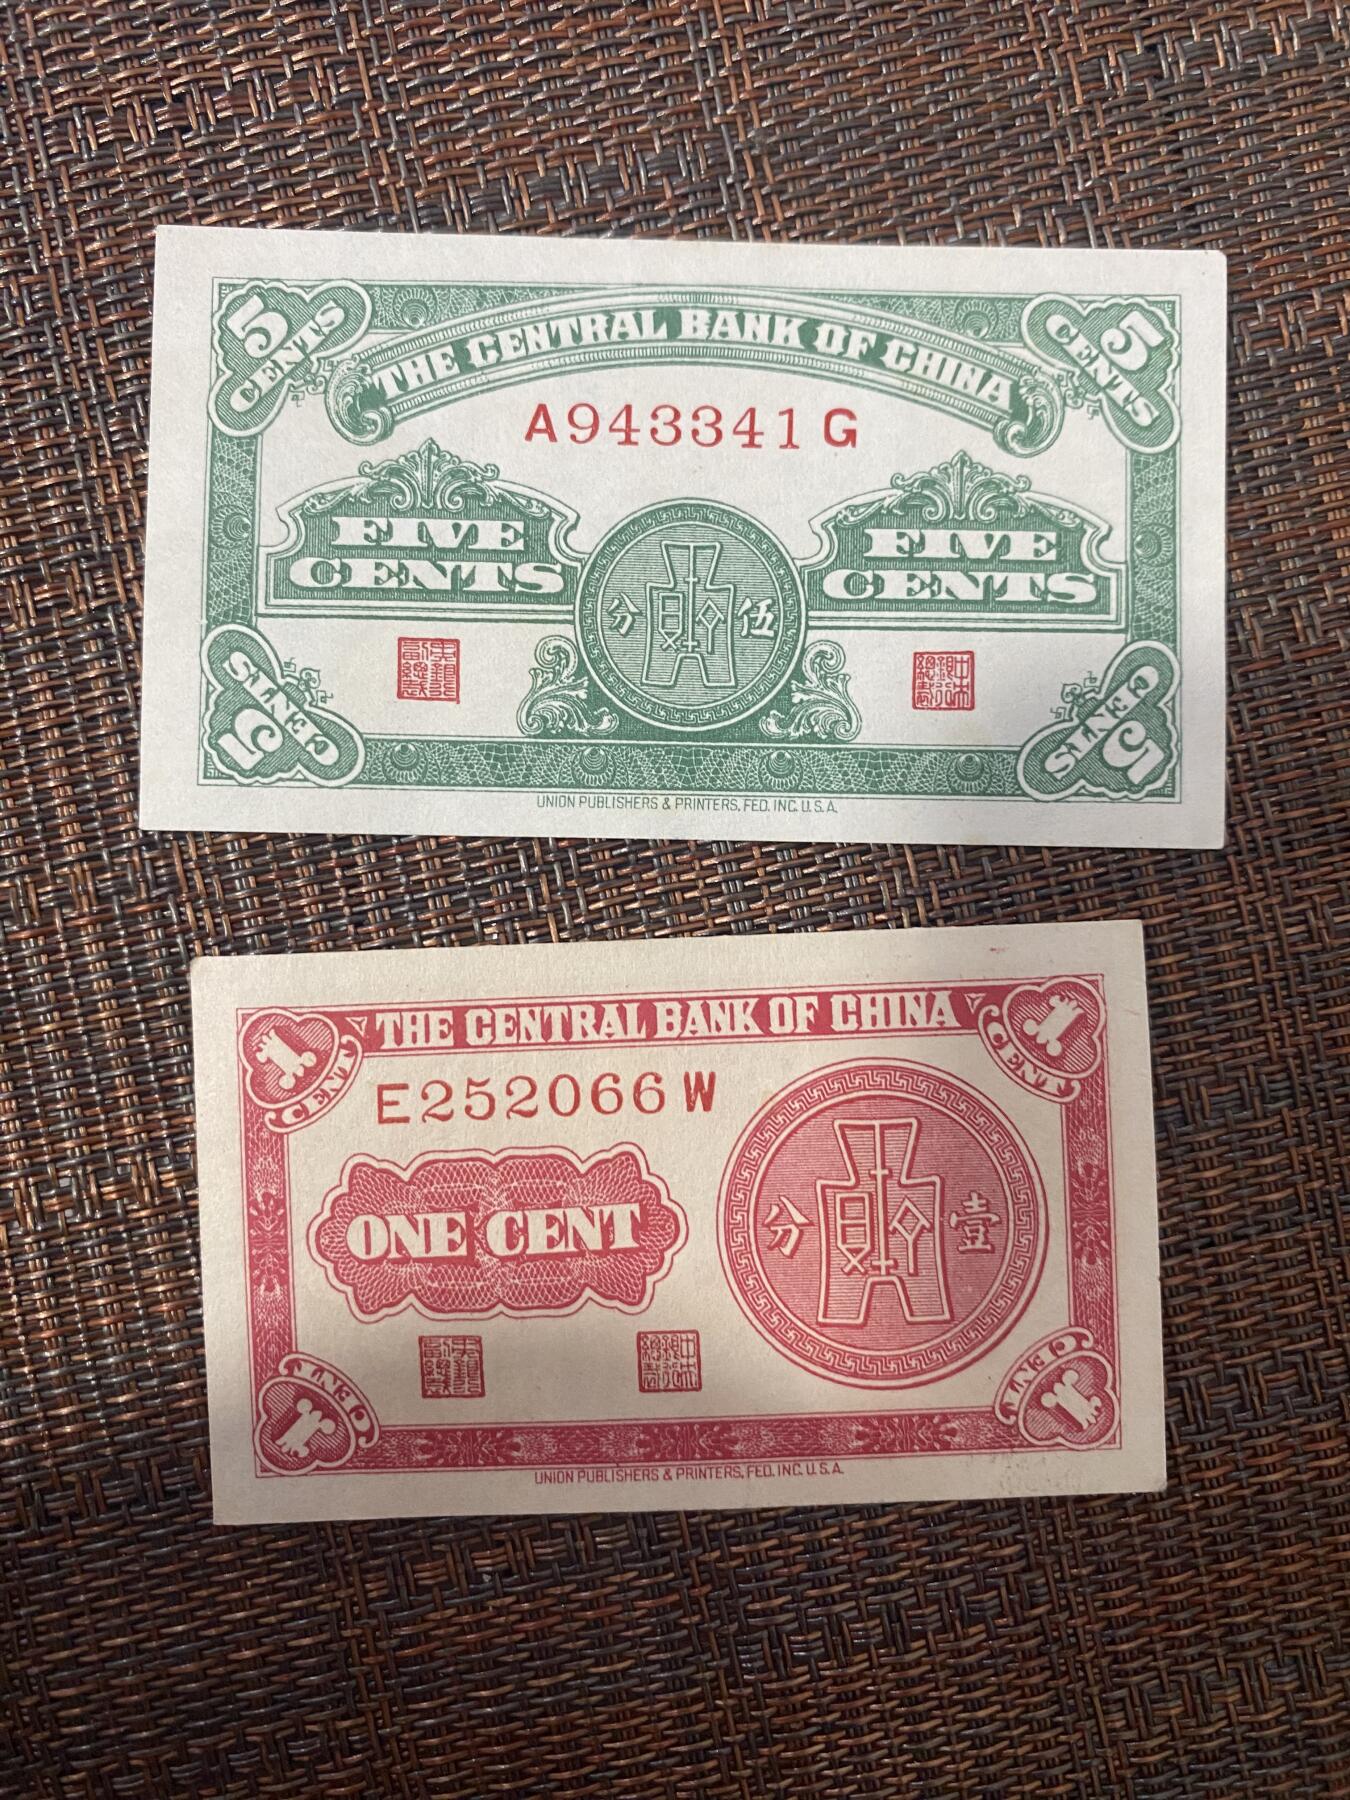 5
CENTS
THE CENTRAL BANK OF CHINA
5
CENTS
A943341G
FIVE
CENTS
FIVE
CENTS
分 伍
5
CENTS
5
CENTS
UNION PUBLISHERS & PRINTERS, FED. INC. U.S.A.
1
CENT
THE CENTRAL BANK OF CHINA
1
CENT
E252066W
ONE CENT
分 壹
1
CENT
1
CENT
UNION PUBLISHERS & PRINTERS, FED. INC. U.S.A.